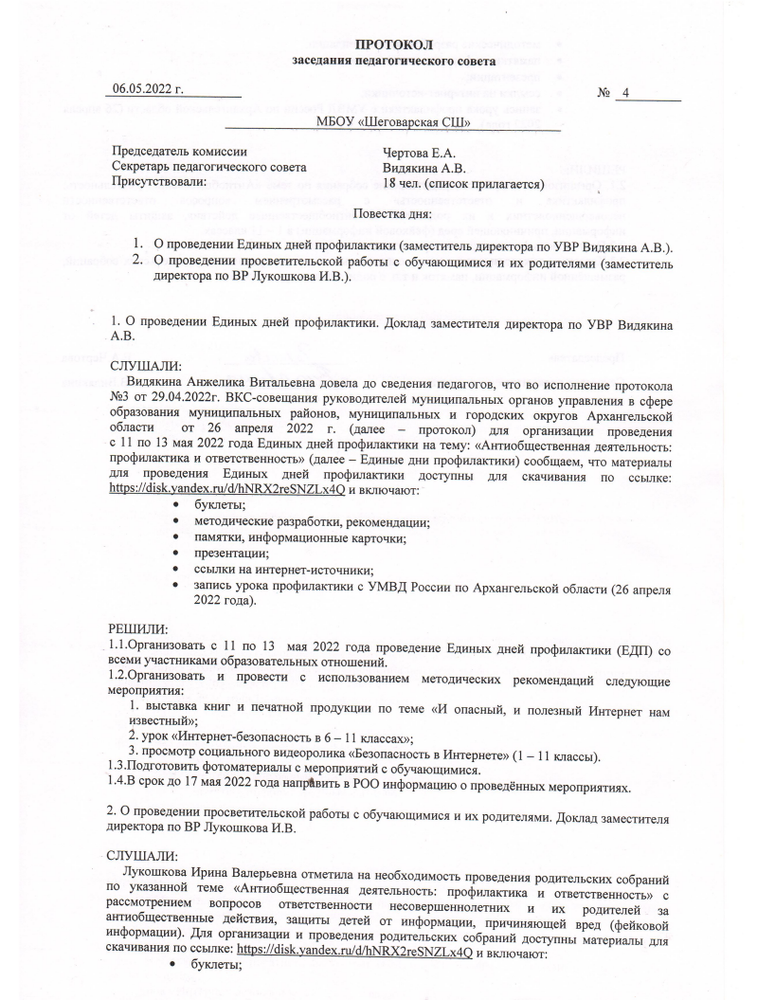 ПРОТОКОЛ
заседания педагогического совета
06.05.2022 г.
№ 4
МБОУ «Шеговарская СШ»
Председатель комиссии Чертова Е.А.
Секретарь педагогического совета Видякина А.В.
Присутствовали: 18 чел. (список прилагается)
Повестка дня:
1. О проведении Единых дней профилактики (заместитель директора по УВР Видякина А.В.).
2. О проведении просветительской работы с обучающимися и их родителями (заместитель
директора по ВР Лукошкова И.В.).
1. О проведении Единых дней профилактики. Доклад заместителя директора по УВР Видякина
А.В.
СЛУШАЛИ:
Видякина Анжелика Витальевна довела до сведения педагогов, что во исполнение протокола
№3 от 29.04.2022г. ВКС-совещания руководителей муниципальных органов управления в сфере
образования муниципальных районов, муниципальных и городских округов Архангельской
области от 26 апреля 2022 г. (далее – протокол) для организации проведения
с 11 по 13 мая 2022 года Единых дней профилактики на тему: «Антиобщественная деятельность:
профилактика и ответственность» (далее – Единые дни профилактики) сообщаем, что материалы
для проведения Единых дней профилактики доступны для скачивания по ссылке:
https://disk.yandex.ru/d/hNRX2reSNZLx4Q и включают:
• буклеты;
• методические разработки, рекомендации;
• памятки, информационные карточки;
• презентации;
• ссылки на интернет-источники;
• запись урока профилактики с УМВД России по Архангельской области (26 апреля
2022 года).
РЕШИЛИ:
1.1.Организовать с 11 по 13 мая 2022 года проведение Единых дней профилактики (ЕДП) со
всеми участниками образовательных отношений.
1.2.Организовать и провести с использованием методических рекомендаций следующие
мероприятия:
1. выставка книг и печатной продукции по теме «И опасный, и полезный Интернет нам
известный»;
2. урок «Интернет-безопасность в 6 – 11 классах»;
3. просмотр социального видеоролика «Безопасность в Интернете» (1 – 11 классы).
1.3.Подготовить фотоматериалы с мероприятий с обучающимися.
1.4.В срок до 17 мая 2022 года направить в РОО информацию о проведённых мероприятиях.
2. О проведении просветительской работы с обучающимися и их родителями. Доклад заместителя
директора по ВР Лукошкова И.В.
СЛУШАЛИ:
Лукошкова Ирина Валерьевна отметила на необходимость проведения родительских собраний
по указанной теме «Антиобщественная деятельность: профилактика и ответственность» с
рассмотрением вопросов ответственности несовершеннолетних и их родителей за
антиобщественные действия, защиты детей от информации, причиняющей вред (фейковой
информации). Для организации и проведения родительских собраний доступны материалы для
скачивания по ссылке: https://disk.yandex.ru/d/hNRX2reSNZLx4Q и включают:
• буклеты;